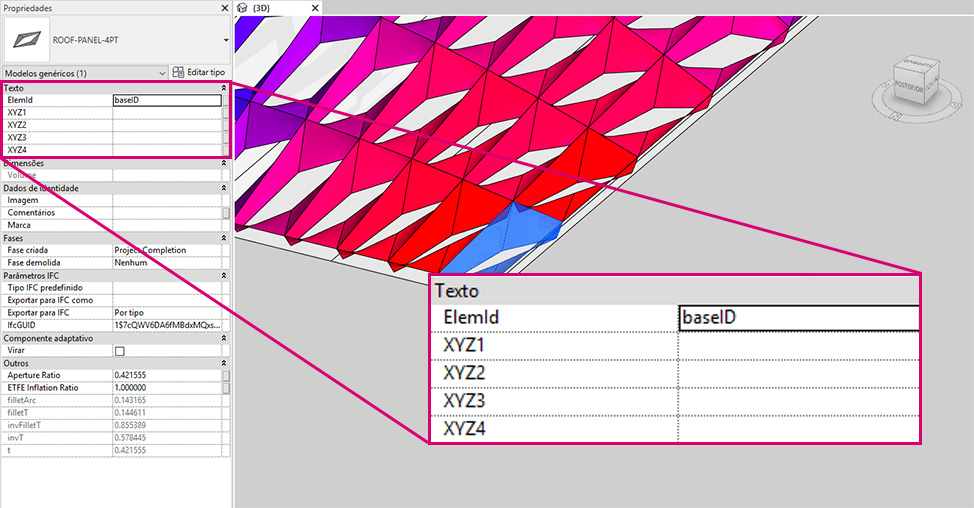 Propriedades
{3D}
ROOF-PANEL-4PT
Modelos genéricos (1)
Editar tipo
Texto
ElemId baseID
XYZ1
XYZ2
XYZ3
XYZ4
Dimensões
Volume
Dados de identidade
Imagem
Comentários
Marca
Fases
Fase criada Project Completion
Fase demolida Nenhum
Parâmetros IFC
Tipo IFC predefinido
Exportar para IFC como
Exportar para IFC Por tipo
IfcGUID 1$7cQWV6DA6fMBdxMQxs...
Componente adaptativo
Virar
Outros
Aperture Ratio 0.421555
ETFE Inflation Ratio 1.000000
filletArc 0.143165
filletT 0.144611
invFilletT 0.855389
invT 0.578445
t 0.421555
POSTERIOR
Texto
ElemId baseID
XYZ1
XYZ2
XYZ3
XYZ4